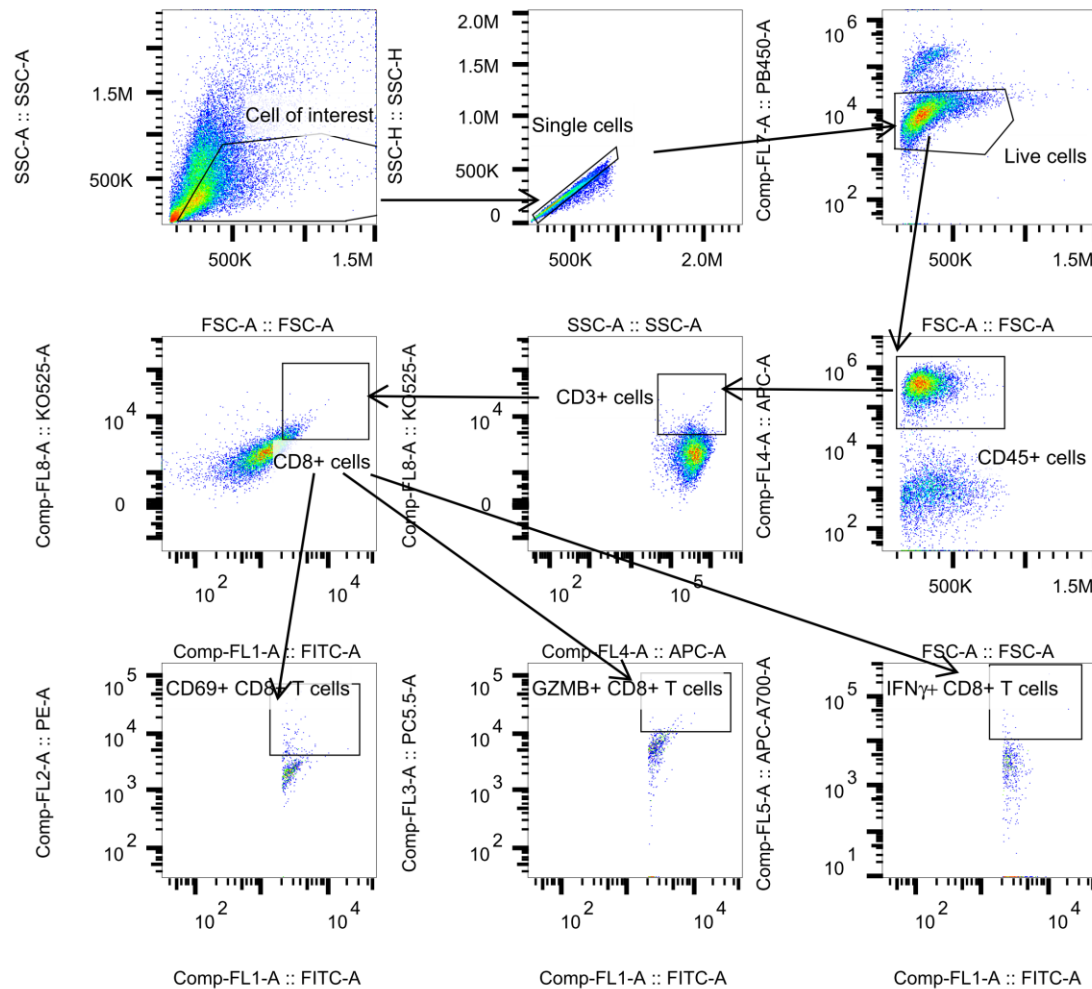 SSC-A :: SSC-A
1.5M
500K
Cell of interest
500K
1.5M
FSC-A :: FSC-A
SSC-H :: SSC-H
2.0M
1.5M
1.0M
500K
0
Single cells
500K
2.0M
SSC-A :: SSC-A
Comp-FL7-A :: PB450-A
10^6
10^4
10^2
Live cells
500K
1.5M
FSC-A :: FSC-A
Comp-FL8-A :: KO525-A
10^4
0
CD8+ cells
10^2
10^4
Comp-FL1-A :: FITC-A
Comp-FL8-A :: KO525-A
10^4
0
CD3+ cells
10^2
10^5
Comp-FL4-A :: APC-A
Comp-FL4-A :: APC-A
10^6
10^4
10^2
CD45+ cells
500K
1.5M
FSC-A :: FSC-A
Comp-FL2-A :: PE-A
10^5
10^4
10^3
10^2
CD69+ CD8+ T cells
10^2
10^4
Comp-FL1-A :: FITC-A
Comp-FL3-A :: PC5.5-A
10^5
10^4
10^3
10^2
GZMB+ CD8+ T cells
10^2
10^4
Comp-FL1-A :: FITC-A
Comp-FL5-A :: APC-A700-A
10^5
10^3
10^1
IFNγ+ CD8+ T cells
10^2
10^4
Comp-FL1-A :: FITC-A